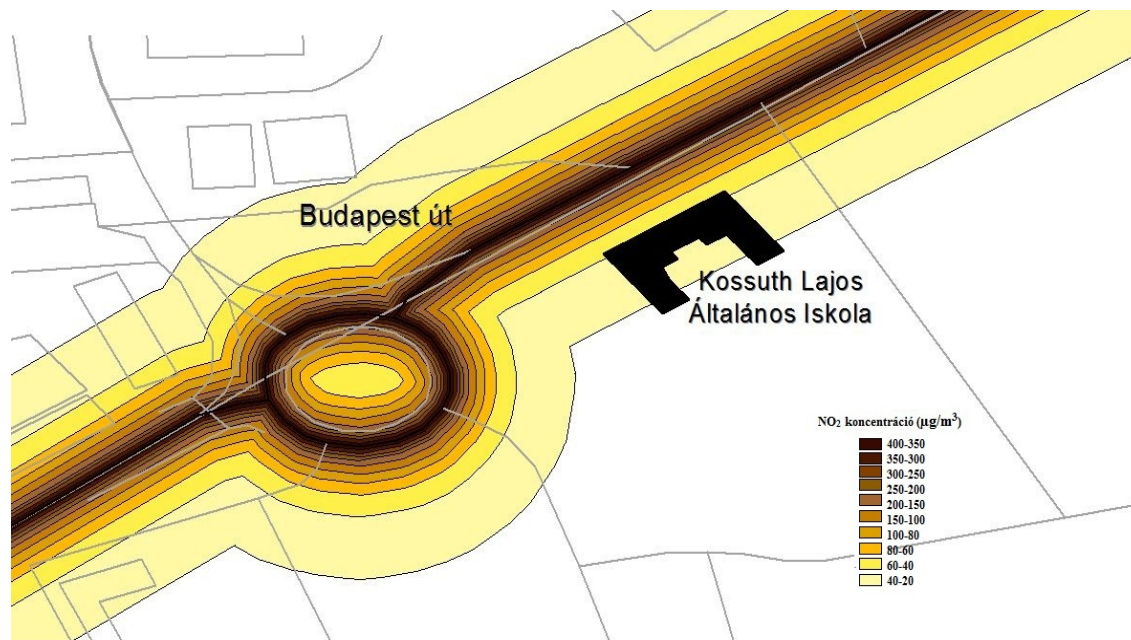 Budapest út
Kossuth Lajos
Általános Iskola
NO₂ koncentráció (µg/m³)
400-350
350-300
300-250
250-200
200-150
150-100
100-80
80-60
60-40
40-20